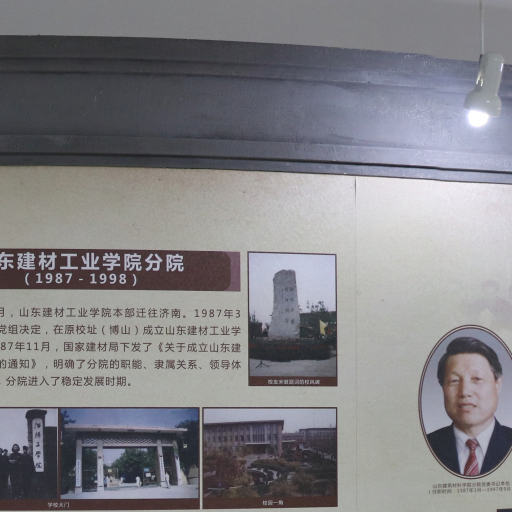 东建材工业学院分院
(1987-1998)
月，山东建材工业学院本部迁往济南。1987年3
党组决定，在原校址（博山）成立山东建材工业学
87年11月，国家建材局下发了《关于成立山东建
的通知》，明确了分院的职能、隶属关系、领导体
分院进入了稳定发展时期。
学校大门
校园一角